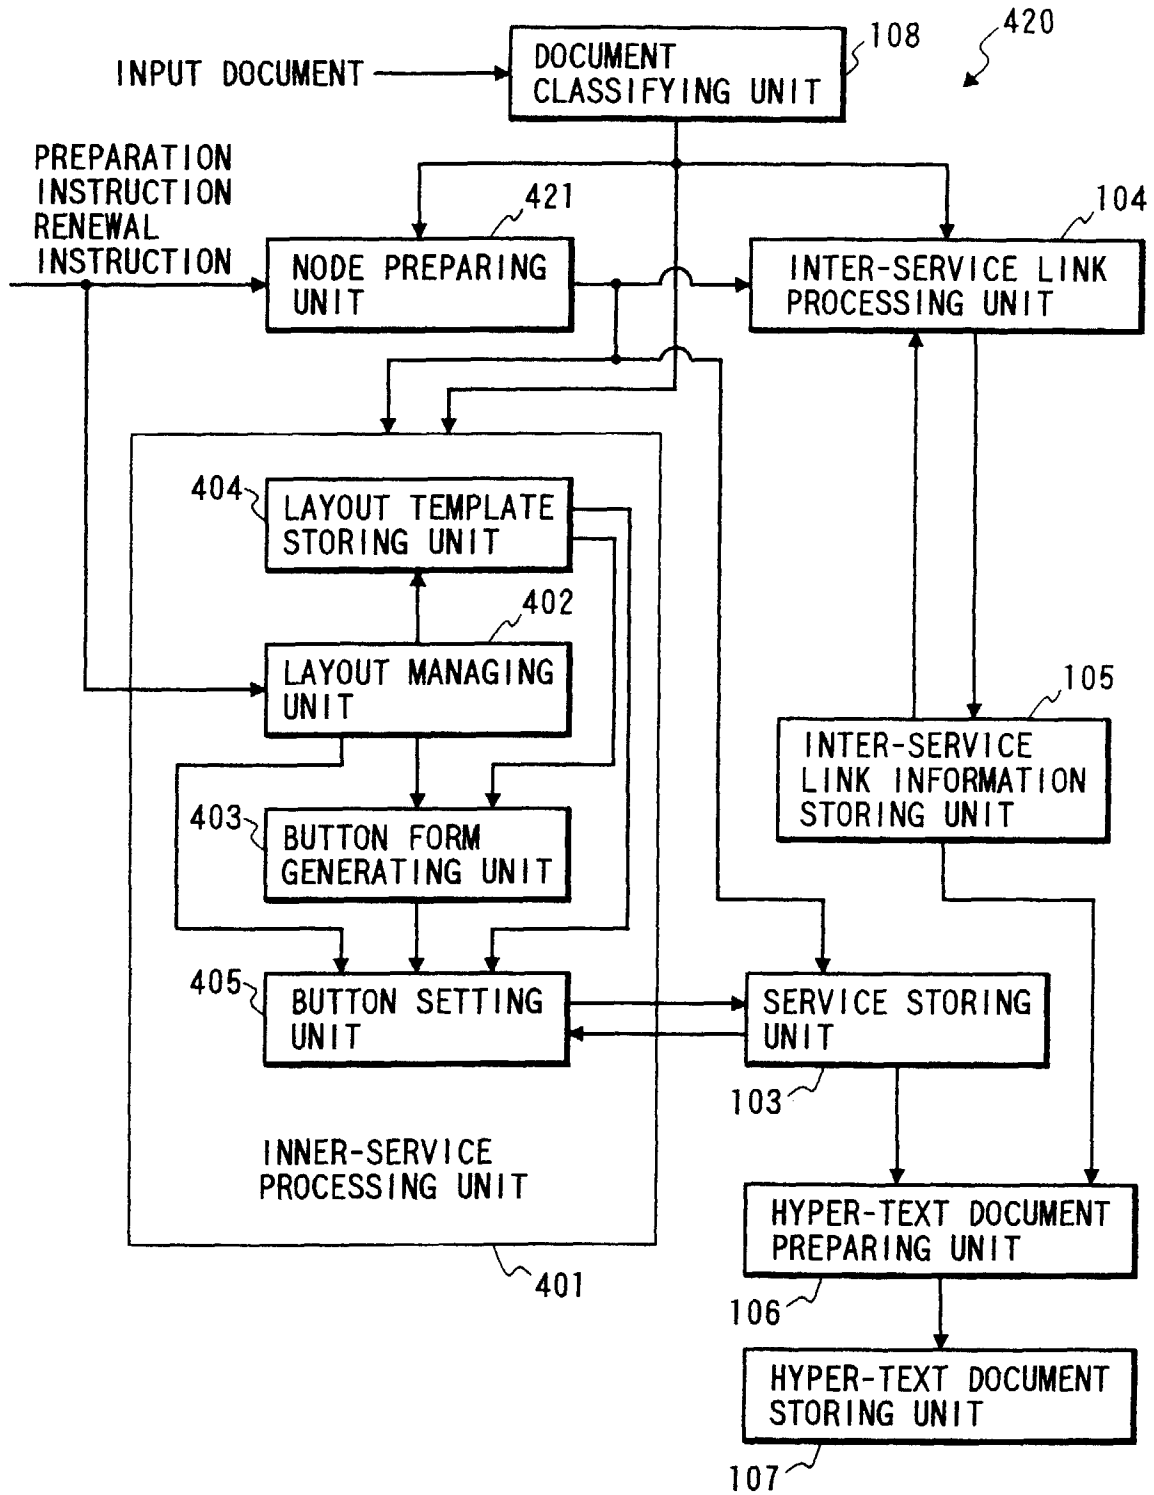 420
108
DOCUMENT
CLASSIFYING UNIT
INPUT DOCUMENT
PREPARATION
INSTRUCTION
RENEWAL
INSTRUCTION
421
NODE PREPARING
UNIT
104
INTER-SERVICE LINK
PROCESSING UNIT
404
LAYOUT TEMPLATE
STORING UNIT
402
LAYOUT MANAGING
UNIT
105
INTER-SERVICE
LINK INFORMATION
STORING UNIT
403
BUTTON FORM
GENERATING UNIT
405
BUTTON SETTING
UNIT
SERVICE STORING
UNIT
103
INNER-SERVICE
PROCESSING UNIT
401
HYPER-TEXT DOCUMENT
PREPARING UNIT
106
HYPER-TEXT DOCUMENT
STORING UNIT
107